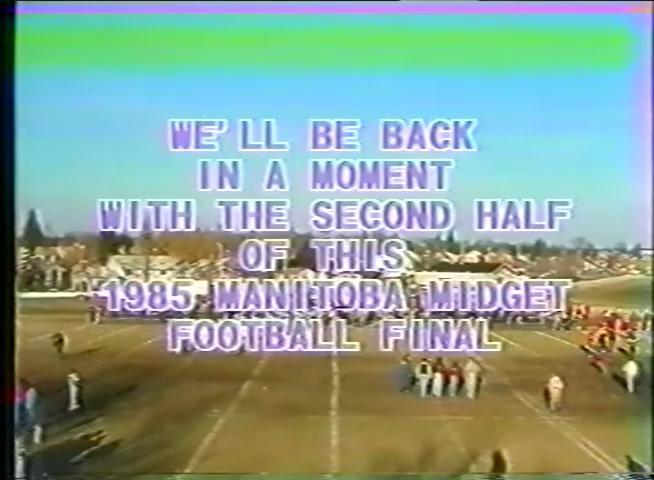 WE'LL BE BACK
IN A MOMENT
WITH THE SECOND HALF
OF THIS
1985 MANITOBA MIDGET
FOOTBALL FINAL